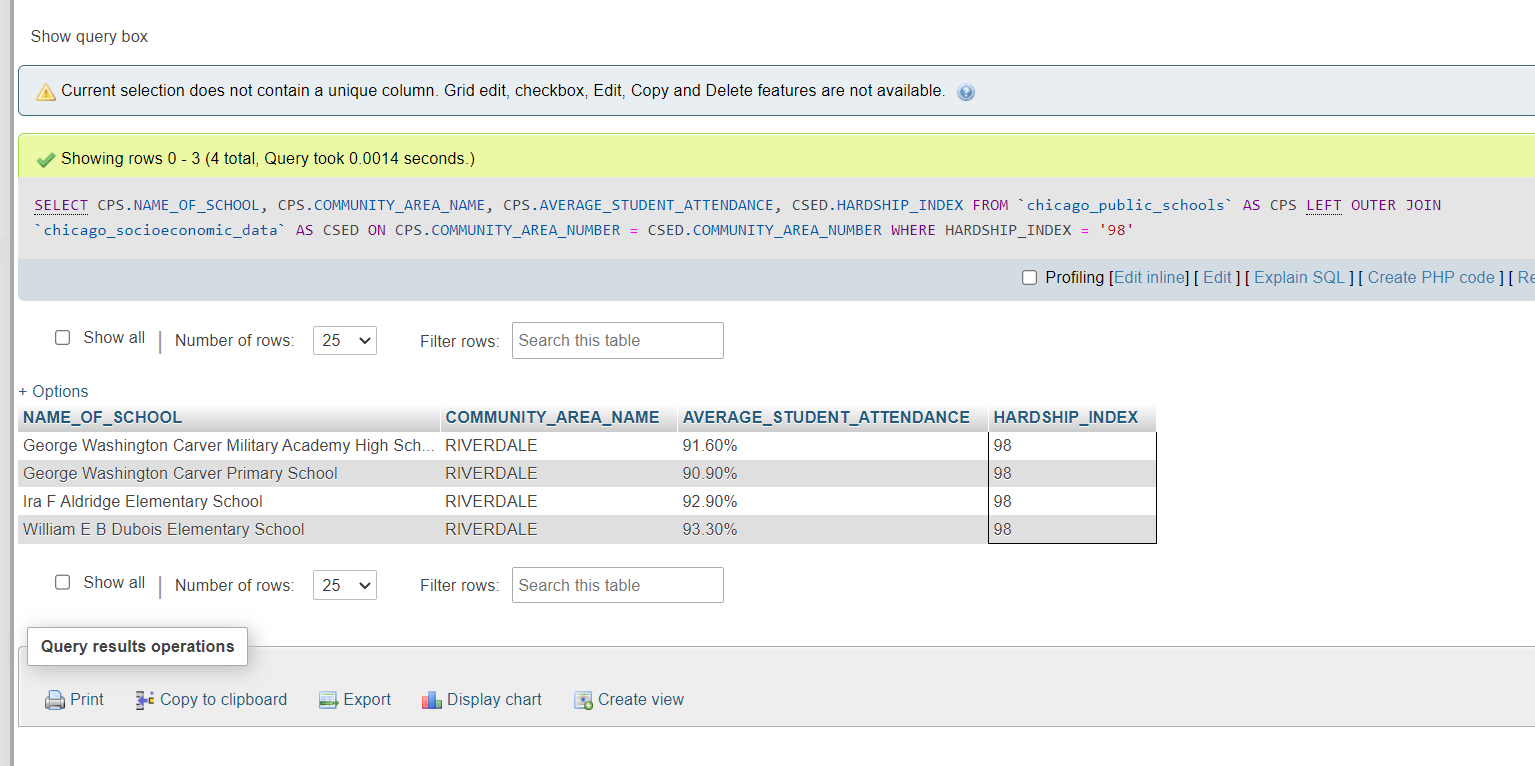 Show query box
Current selection does not contain a unique column. Grid edit, checkbox, Edit, Copy and Delete features are not available.
Showing rows 0 - 3 (4 total, Query took 0.0014 seconds.)
SELECT CPS.NAME_OF_SCHOOL, CPS.COMMUNITY_AREA_NAME, CPS.AVERAGE_STUDENT_ATTENDANCE, CSED.HARDSHIP_INDEX FROM `chicago_public_schools` AS CPS LEFT OUTER JOIN
`chicago_socioeconomic_data` AS CSED ON CPS.COMMUNITY_AREA_NUMBER = CSED.COMMUNITY_AREA_NUMBER WHERE HARDSHIP_INDEX = '98'
Profiling [Edit inline] [ Edit ] [ Explain SQL ] [ Create PHP code ] [ Re
Show all | Number of rows: 25 Filter rows: Search this table
+ Options
NAME_OF_SCHOOL COMMUNITY_AREA_NAME AVERAGE_STUDENT_ATTENDANCE HARDSHIP_INDEX
George Washington Carver Military Academy High Sch... RIVERDALE 91.60% 98
George Washington Carver Primary School RIVERDALE 90.90% 98
Ira F Aldridge Elementary School RIVERDALE 92.90% 98
William E B Dubois Elementary School RIVERDALE 93.30% 98
Show all | Number of rows: 25 Filter rows: Search this table
Query results operations
Print Copy to clipboard Export Display chart Create view